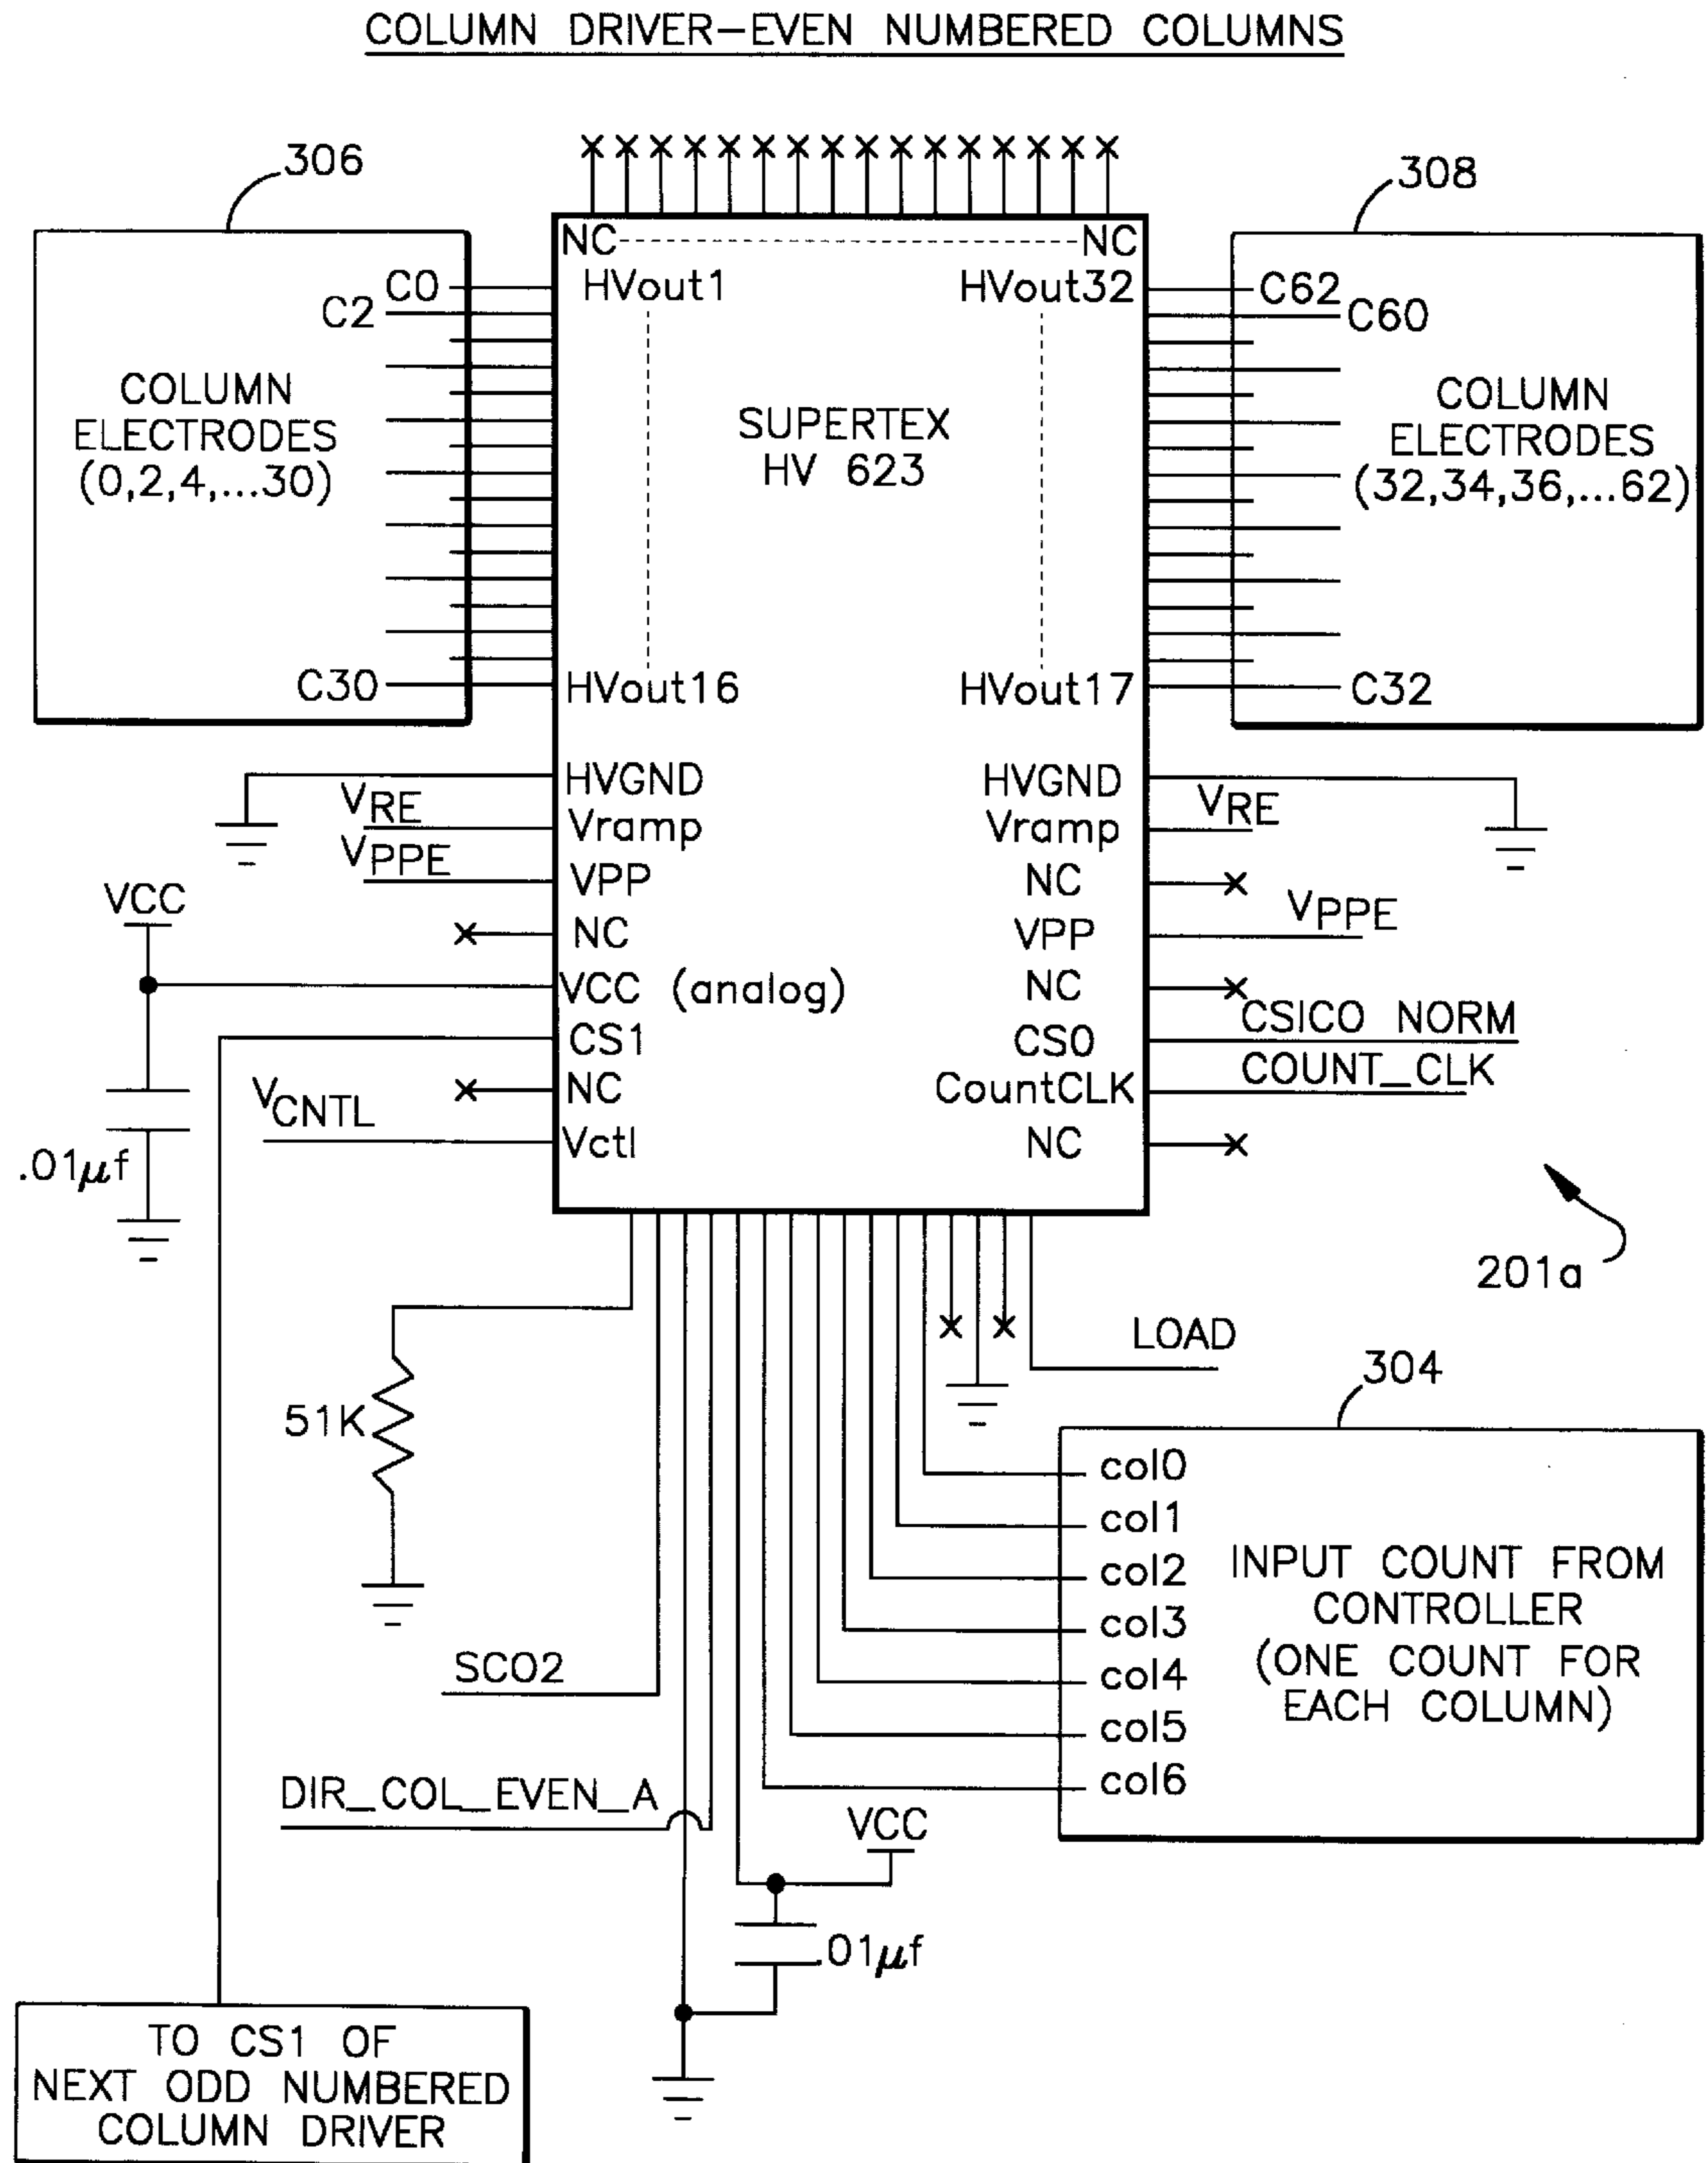 COLUMN DRIVER-EVEN NUMBERED COLUMNS
306
308
NC NC
HVout1 HVout32
C0
C2
C62
C60
COLUMN
ELECTRODES
(0,2,4,...30)
SUPERTEX
HV 623
COLUMN
ELECTRODES
(32,34,36,...62)
C30
HVout16
HVout17
C32
HVGND
HVGND
VRE
Vramp
Vramp
VRE
VPPE
VPP
NC
VCC
NC
VPP
VPPE
VCC (analog)
NC
CS1
CS0
CSICO NORM
NC
CountCLK
COUNT_CLK
VCNTL
Vctl
NC
.01µf
201a
LOAD
304
51K
col0
col1
col2
col3
col4
col5
col6
INPUT COUNT FROM
CONTROLLER
(ONE COUNT FOR
EACH COLUMN)
SCO2
DIR_COL_EVEN_A
VCC
.01µf
TO CS1 OF
NEXT ODD NUMBERED
COLUMN DRIVER